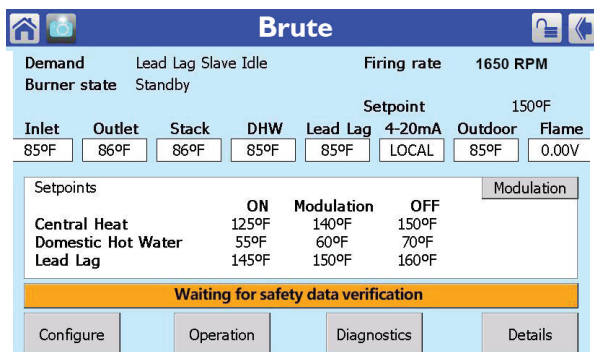 Brute
Demand Lead Lag Slave Idle Firing rate 1650 RPM
Burner state Standby
Setpoint 150ºF
Inlet Outlet Stack DHW Lead Lag 4-20mA Outdoor Flame
85ºF 86ºF 86ºF 85ºF 85ºF LOCAL 85ºF 0.00V
Setpoints Modulation
ON Modulation OFF
Central Heat 125ºF 140ºF 150ºF
Domestic Hot Water 55ºF 60ºF 70ºF
Lead Lag 145ºF 150ºF 160ºF
Waiting for safety data verification
Configure Operation Diagnostics Details